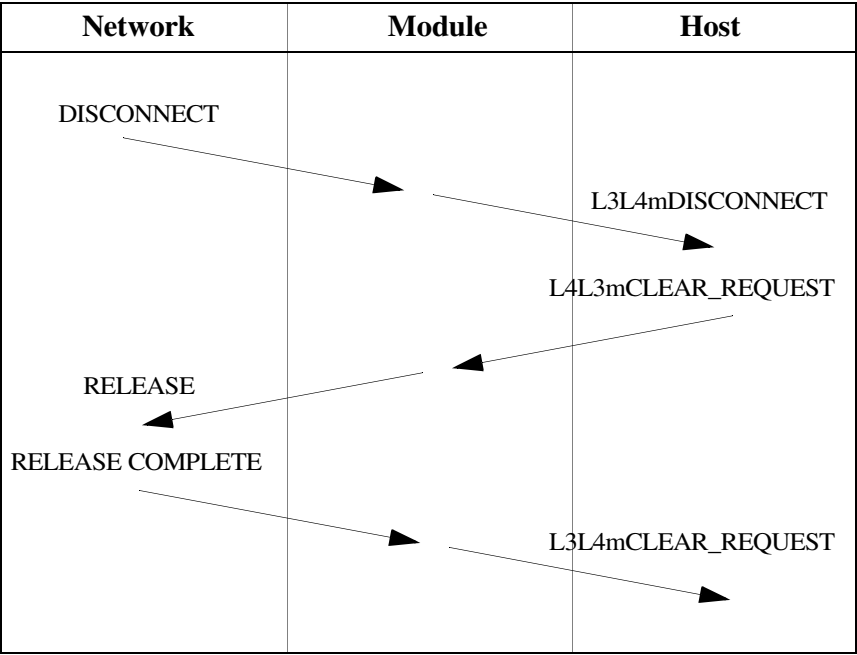 Network Module Host
DISCONNECT
L3L4mDISCONNECT
L4L3mCLEAR_REQUEST
RELEASE
RELEASE COMPLETE
L3L4mCLEAR_REQUEST